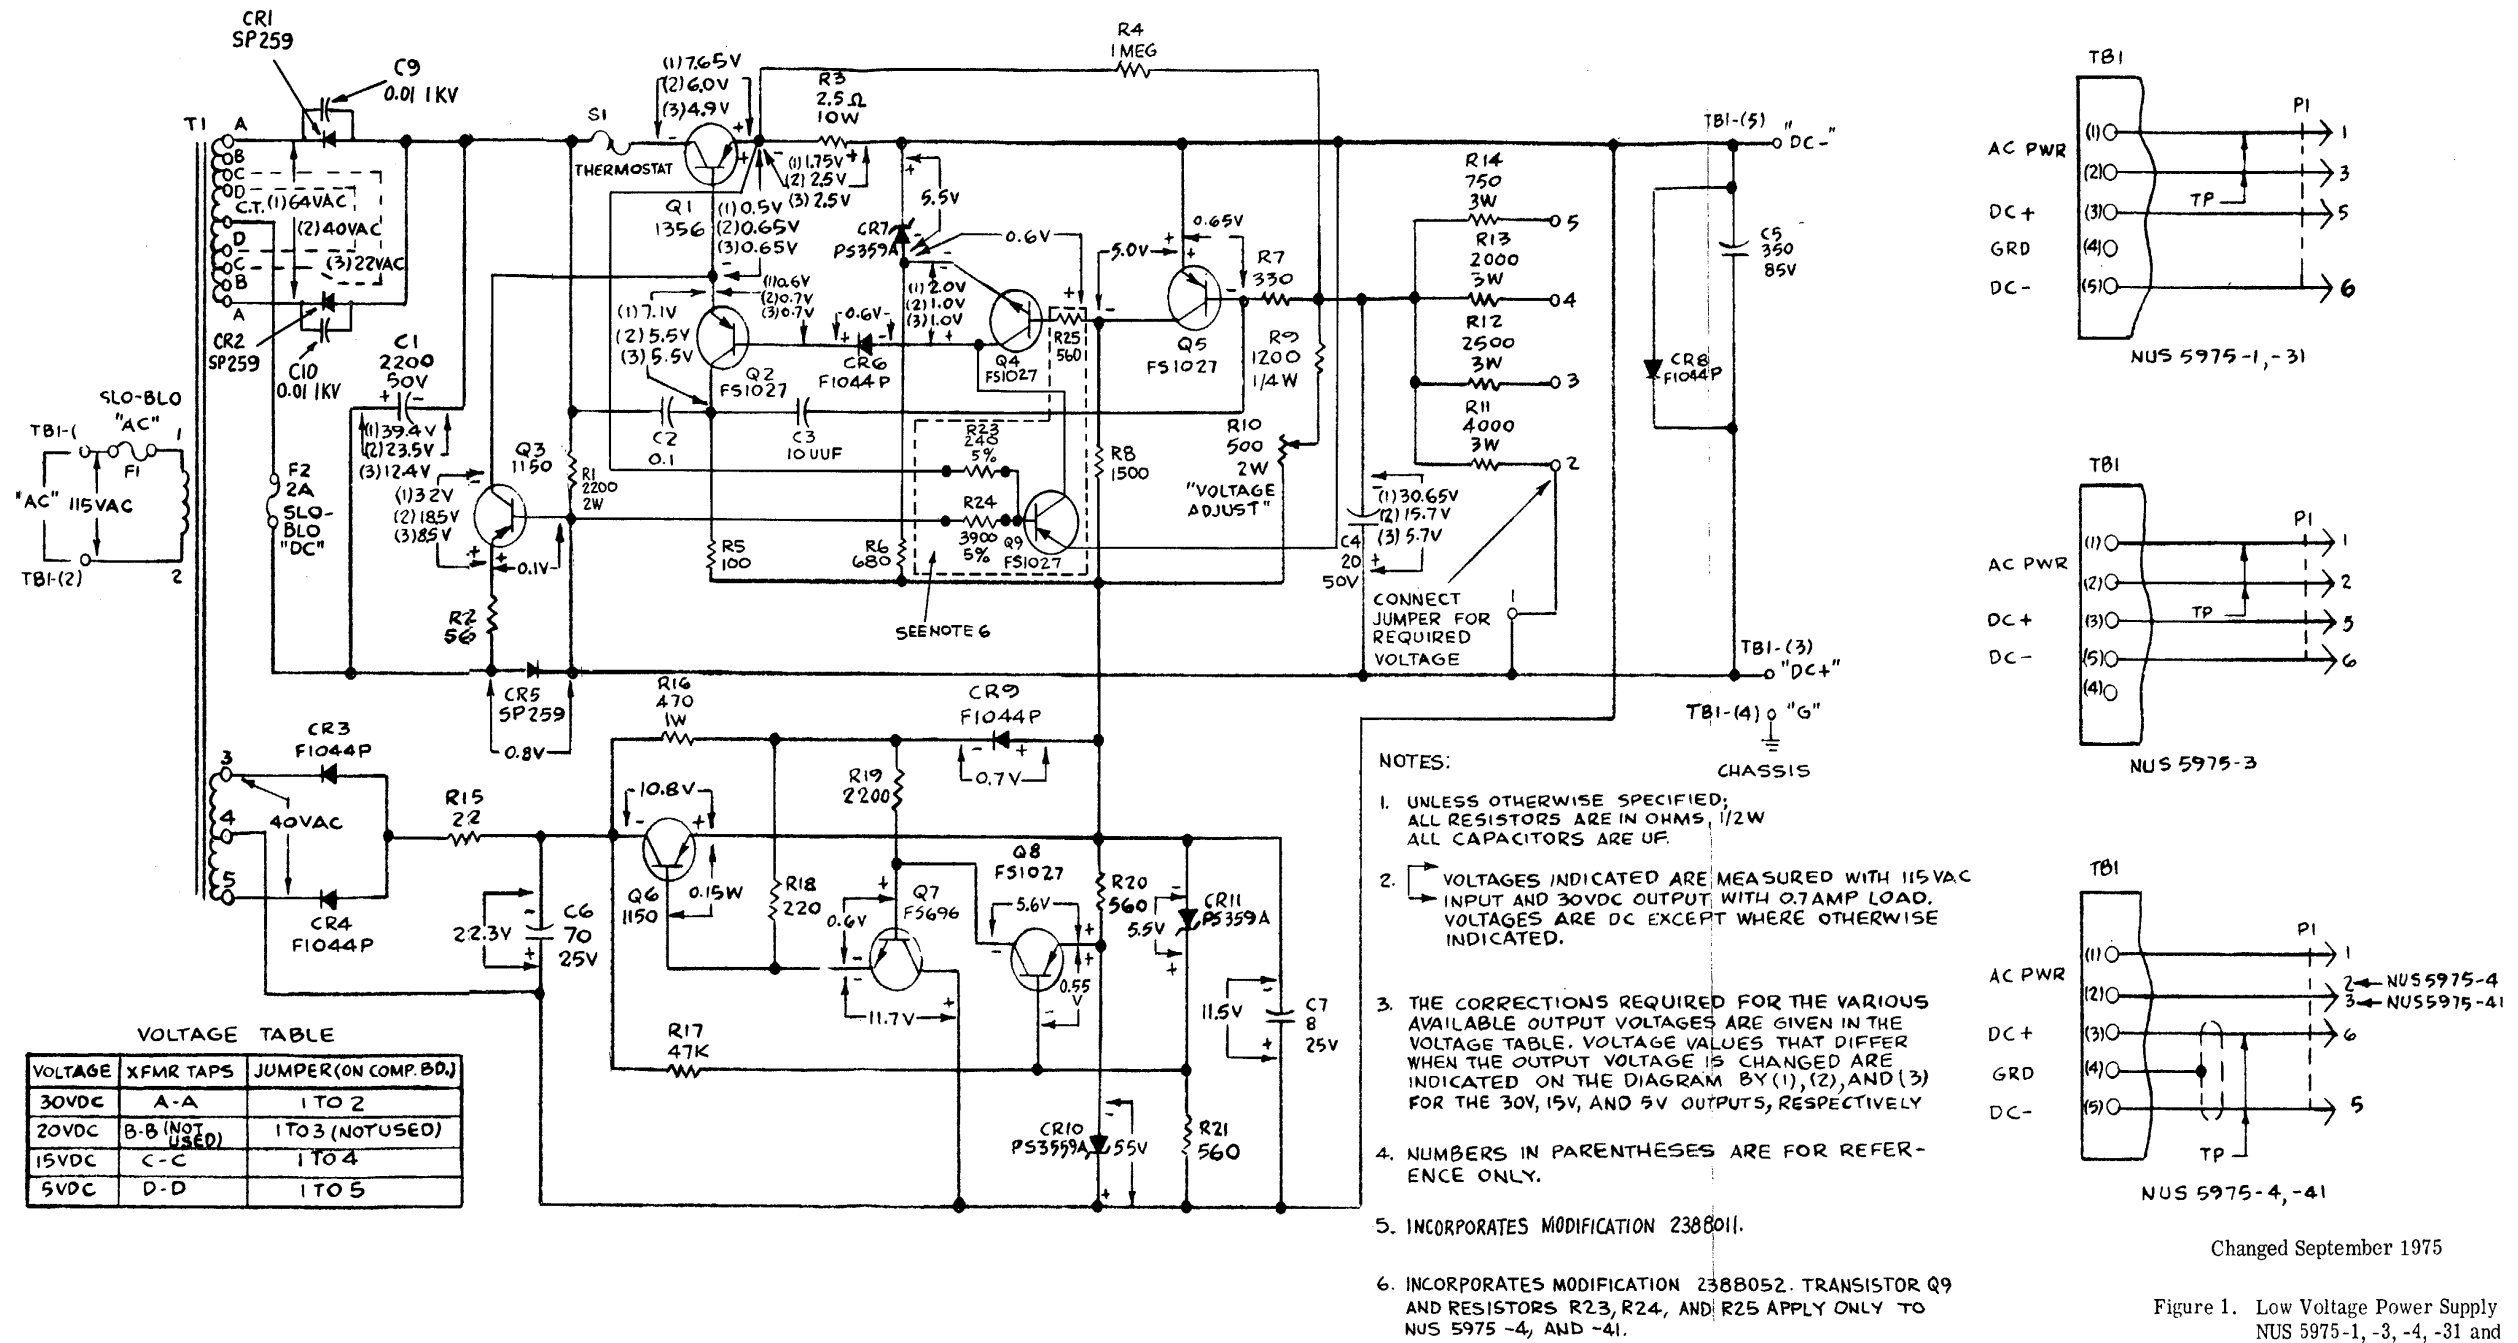 CR1
SP259
C9
0.01 1KV
T1
A
B
C
D
C.T.
D
C
B
A
(1)64VAC
(2)40VAC
(3)22VAC
CR2
SP259
C10
0.01 1KV
C1
2200
50V
+ -
(1)39.4V
(2)23.5V
(3)12.4V
SLO-BLO
"AC"
TB1-(
F1
1
"AC" 115VAC
TB1-(2)
2
F2
2A
SLO-
BLO
"DC"
S1
THERMOSTAT
(1)7.65V
(2)6.0V
(3)4.9V
R3
2.5Ω
10W
R4
1 MEG
Q1
1356
(1)1.75V
(2)2.5V
(3)2.5V
(1)0.5V
(2)0.65V
(3)0.65V
(1)0.6V
(2)0.7V
(3)0.7V
(1)7.1V
(2)5.5V
(3)5.5V
Q2
FS1027
-0.6V-
CR6
F1044P
5.5V
CR7
PS359A
0.6V
(1)2.0V
(2)1.0V
(3)1.0V
Q4
FS1027
R25
560
5.0V
0.65V
Q5
FS1027
R7
330
R9
1200
1/4W
R10
500
2W
"VOLTAGE
ADJUST"
R14
750
3W
5
R13
2000
3W
4
R12
2500
3W
3
R11
4000
3W
2
Q3
1150
(1)32V
(2)18.5V
(3)8.5V
0.1V
R1
2200
2W
C2
0.1
C3
10UUF
R23
240
5%
R24
3900
5%
Q9
FS1027
R8
1500
R5
100
R6
680
SEE NOTE 6
R2
56
CR5
SP259
0.8V
C4
20
50V
(1)30.65V
(2)15.7V
(3)5.7V
CONNECT
JUMPER FOR
REQUIRED
VOLTAGE
1
TB1-(5)
"DC-"
C5
350
85V
CR8
F1044P
TB1-(3)
"DC+"
TB1-(4) "G"
CHASSIS
CR3
F1044P
3
4
5
40VAC
CR4
F1044P
R15
22
22.3V
C6
70
25V
R16
470
1W
10.8V
Q6
1150
0.15W
R18
220
R19
2200
CR9
F1044P
0.7V
Q7
FS696
0.6V
11.7V
Q8
FS1027
5.6V
0.55
V
R20
560
CR11
PS359A
5.5V
11.5V
C7
8
25V
R17
47K
CR10
PS3559A
55V
R21
560
VOLTAGE TABLE
VOLTAGE XFMR TAPS JUMPER (ON COMP. BD.)
30VDC A-A 1 TO 2
20VDC B-B (NOT USED) 1 TO 3 (NOT USED)
15VDC C-C 1 TO 4
5VDC D-D 1 TO 5
NOTES:
1. UNLESS OTHERWISE SPECIFIED;
ALL RESISTORS ARE IN OHMS, 1/2W
ALL CAPACITORS ARE UF.
2. VOLTAGES INDICATED ARE MEASURED WITH 115 VAC
INPUT AND 30VDC OUTPUT WITH 0.7 AMP LOAD.
VOLTAGES ARE DC EXCEPT WHERE OTHERWISE
INDICATED.
3. THE CORRECTIONS REQUIRED FOR THE VARIOUS
AVAILABLE OUTPUT VOLTAGES ARE GIVEN IN THE
VOLTAGE TABLE. VOLTAGE VALUES THAT DIFFER
WHEN THE OUTPUT VOLTAGE IS CHANGED ARE
INDICATED ON THE DIAGRAM BY (1), (2), AND (3)
FOR THE 30V, 15V, AND 5V OUTPUTS, RESPECTIVELY
4. NUMBERS IN PARENTHESES ARE FOR REFER-
ENCE ONLY.
5. INCORPORATES MODIFICATION 2388011.
6. INCORPORATES MODIFICATION 2388052. TRANSISTOR Q9
AND RESISTORS R23, R24, AND R25 APPLY ONLY TO
NUS 5975-4, AND -41.
TB1
P1
(1) 1
AC PWR
(2) 3
TP
DC+ (3) 5
GRD (4)
DC- (5) 6
NUS 5975-1, -31
TB1
P1
(1) 1
AC PWR
(2) 2
TP
DC+ (3) 5
DC- (5) 6
(4)
NUS 5975-3
TB1
P1
(1) 1
AC PWR
2 NUS 5975-4
(2) 3 NUS5975-41
DC+ (3) 6
GRD (4)
DC- (5) 5
TP
NUS 5975-4, -41
Changed September 1975
Figure 1. Low Voltage Power Supply
NUS 5975-1, -3, -4, -31 and